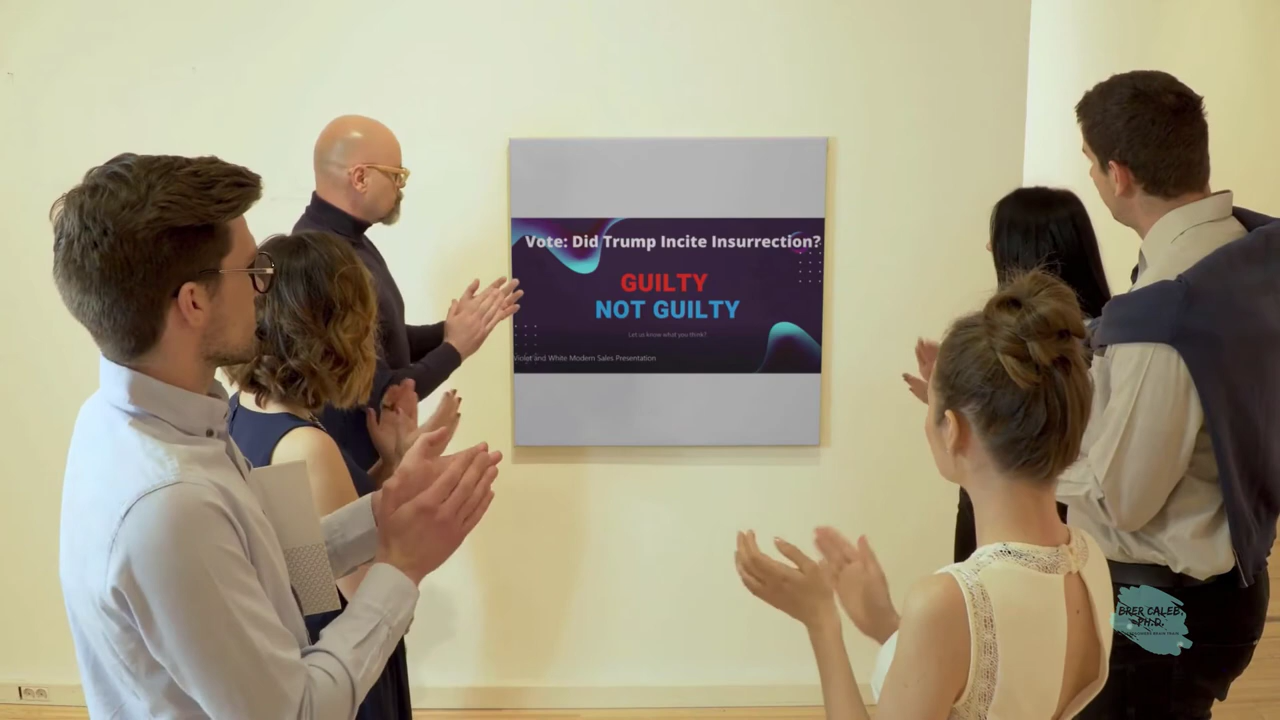 Vote: Did Trump Incite Insurrection?
GUILTY
NOT GUILTY
Let us know what you think?
Violet and White Modern Sales Presentation
BRER CALEB,
PH.D.